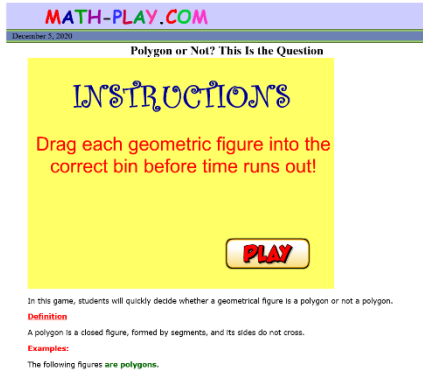 MATH-PLAY.COM
December 5, 2020
Polygon or Not? This Is the Question
INSTRUCTIONS
Drag each geometric figure into the
correct bin before time runs out!
PLAY
In this game, students will quickly decide whether a geometrical figure is a polygon or not a polygon.
Definition
A polygon is a closed figure, formed by segments, and its sides do not cross.
Examples:
The following figures are polygons.